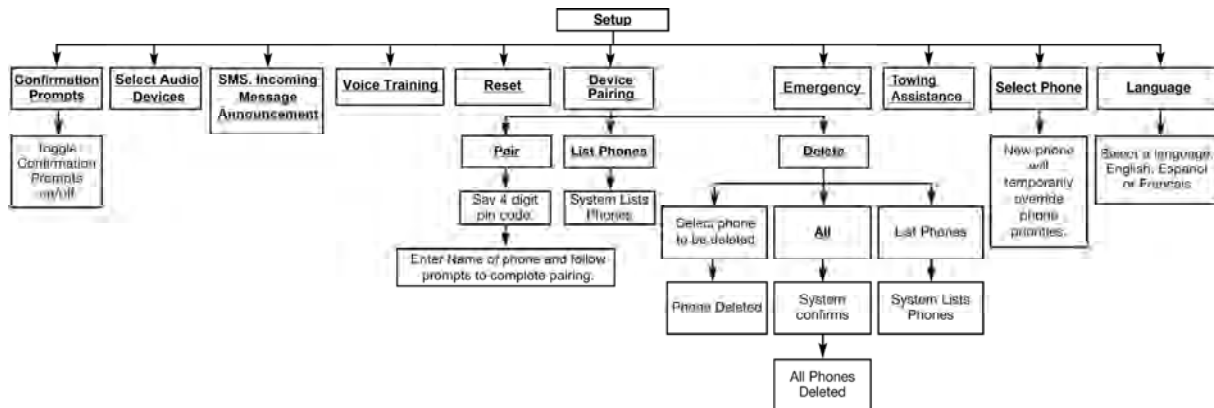 Setup
Confirmation
Prompts
Select Audio
Devices
SMS. Incoming
Message
Announcement
Voice Training
Reset
Device
Pairing
Emergency
Towing
Assistance
Select Phone
Language
Toggle
Confirmation
Prompts
on/off.
Pair
List Phones
Delete
New phone
will
temporarily
override
phone
priorities.
Select a language
English, Espanol
or Francais
Say 4 digit
pin code.
System Lists
Phones
Select phone
to be deleted
All
List Phones
Enter Name of phone and follow
prompts to complete pairing.
Phone Deleted
System
confirms
System Lists
Phones
All Phones
Deleted